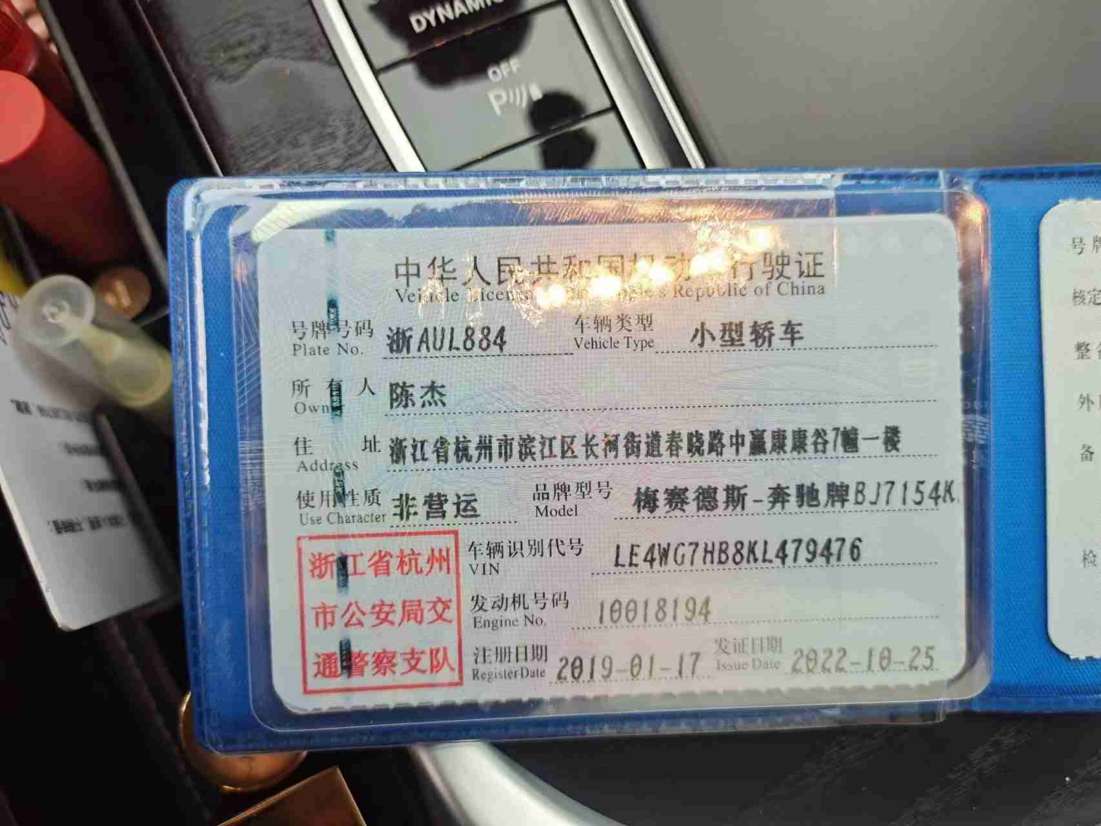 DYNAMIC
OFF
P
中华人民共和国机动车行驶证
Vehicle License of the People's Republic of China
号牌号码 浙AUL884 车辆类型 小型轿车
Plate No. Vehicle Type
所有人 陈杰
Owner
住址 浙江省杭州市滨江区长河街道春晓路中赢康康谷7幢一楼
Address
使用性质 非营运 品牌型号 梅赛德斯-奔驰牌BJ7154K
Use Character Model
浙江省杭州 车辆识别代号 LE4WG7HB8KL479476
VIN
市公安局交 发动机号码 10018194
Engine No.
通警察支队 注册日期 2019-01-17 发证日期 2022-10-25
Register Date Issue Date
号牌
核定
整备
外
备
检